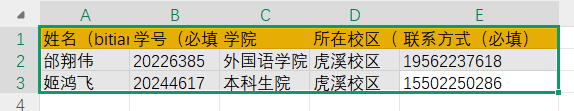 A B C D E
1 姓名（bitian 学号（必填 学院 所在校区（ 联系方式（必填）
2 邰翔伟 20226385 外国语学院 虎溪校区 19562237618
3 姬鸿飞 20244617 本科生院 虎溪校区 15502250286